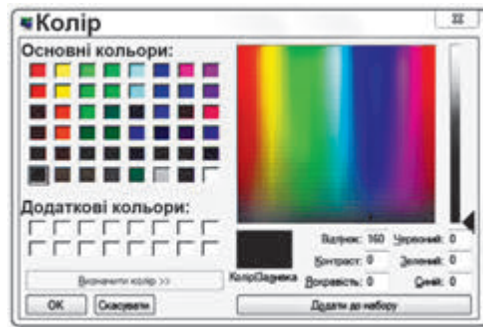 Колір
Основні кольори:
Додаткові кольори:
Визначити колір >>
ОК
Скасувати
Колір|Заливка
Відтінок: 160
Контраст: 0
Яскравість: 0
Червоний: 0
Зелений: 0
Синій: 0
Додати до набору